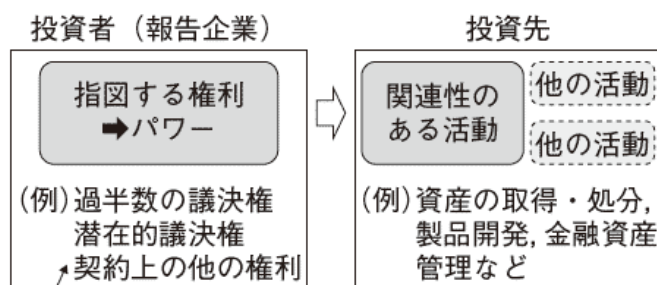 投資者（報告企業）
指図する権利
➡パワー
(例)過半数の議決権
潜在的議決権
契約上の他の権利
投資先
関連性の
ある活動
他の活動
他の活動
(例)資産の取得・処分,
製品開発,金融資産
管理など